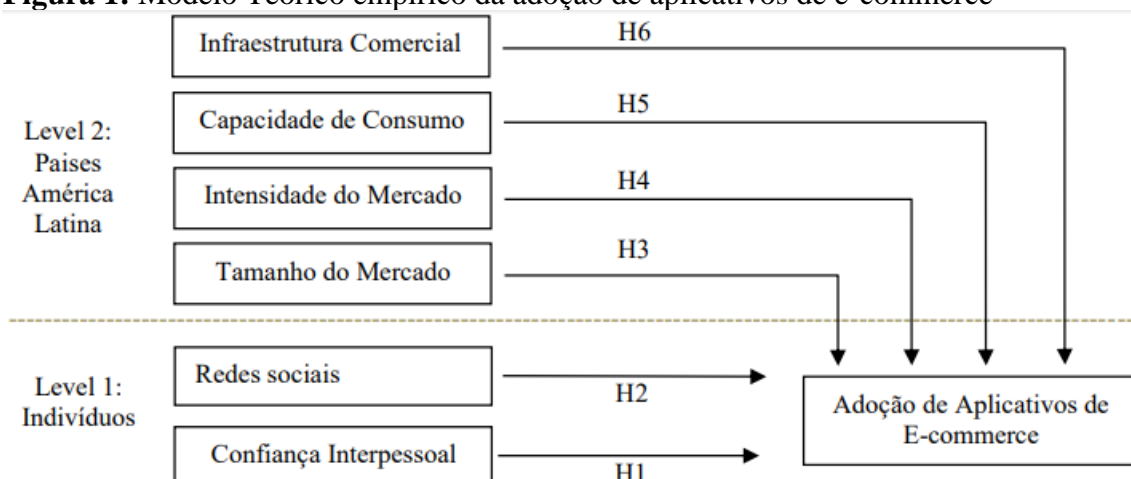 Figura 1: Modelo Teórico empírico da adoção de aplicativos de e-commerce
Infraestrutura Comercial
H6
Capacidade de Consumo
H5
Level 2:
Paises
América
Latina
Intensidade do Mercado
H4
Tamanho do Mercado
H3
Level 1:
Indivíduos
Redes sociais
H2
Confiança Interpessoal
H1
Adoção de Aplicativos de
E-commerce